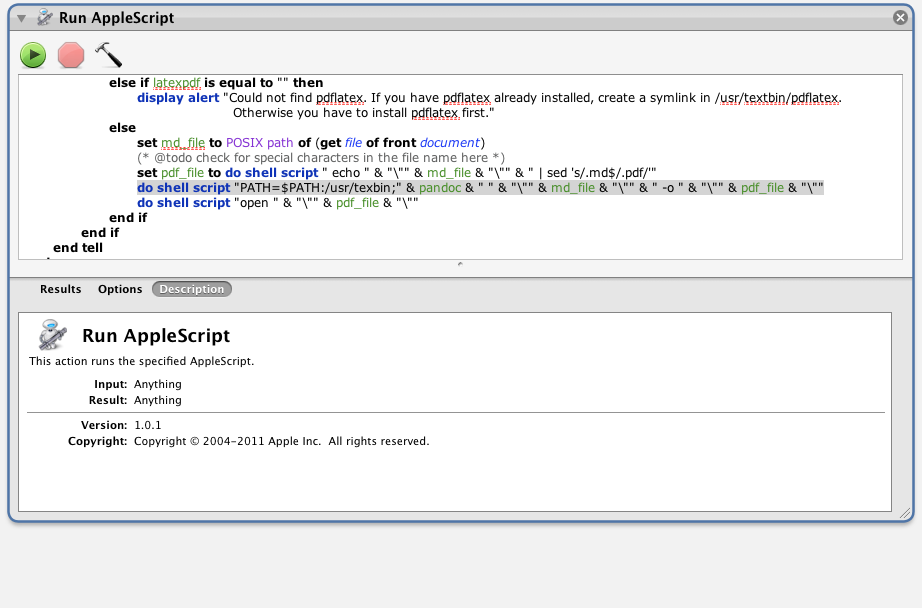 Run AppleScript
else if latexpdf is equal to "" then
display alert "Could not find pdflatex. If you have pdflatex already installed, create a symlink in /usr/textbin/pdflatex.
Otherwise you have to install pdflatex first."
else
set md_file to POSIX path of (get file of front document)
(* @todo check for special characters in the file name here *)
set pdf_file to do shell script " echo " & "\"" & md_file & "\"" & " | sed 's/.md$/.pdf/'"
do shell script "PATH=$PATH:/usr/texbin;" & pandoc & " " & "\"" & md_file & "\"" & " -o " & "\"" & pdf_file & "\""
do shell script "open " & "\"" & pdf_file & "\""
end if
end if
end tell
Results Options Description
Run AppleScript
This action runs the specified AppleScript.
Input: Anything
Result: Anything
Version: 1.0.1
Copyright: Copyright © 2004-2011 Apple Inc. All rights reserved.